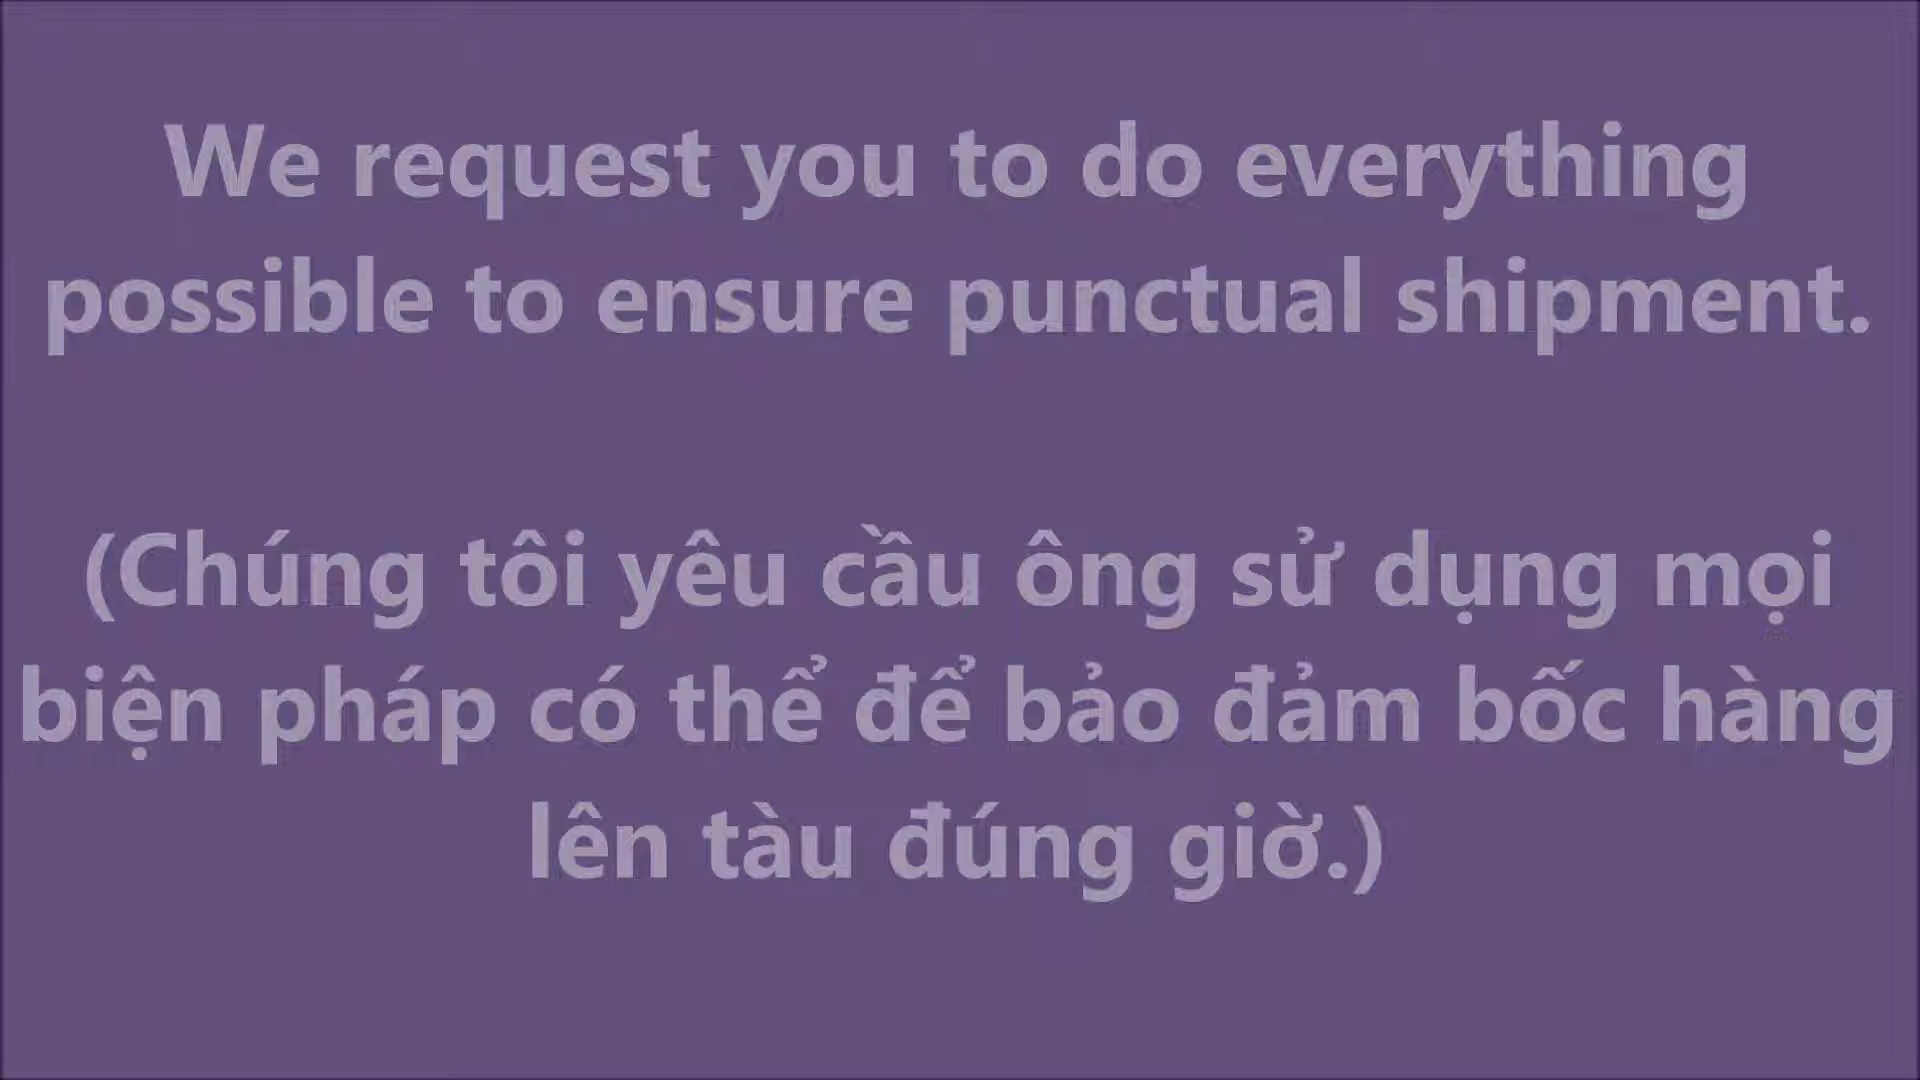 We request you to do everything
possible to ensure punctual shipment.
(Chúng tôi yêu cầu ông sử dụng mọi
biện pháp có thể để bảo đảm bốc hàng
lên tàu đúng giờ.)